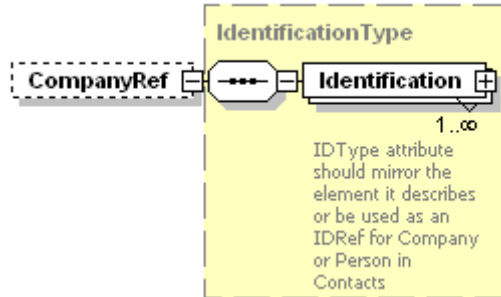 IdentificationType
CompanyRef
Identification
1..∞
IDType attribute
should mirror the
element it describes
or be used as an
IDRef for Company
or Person in
Contacts